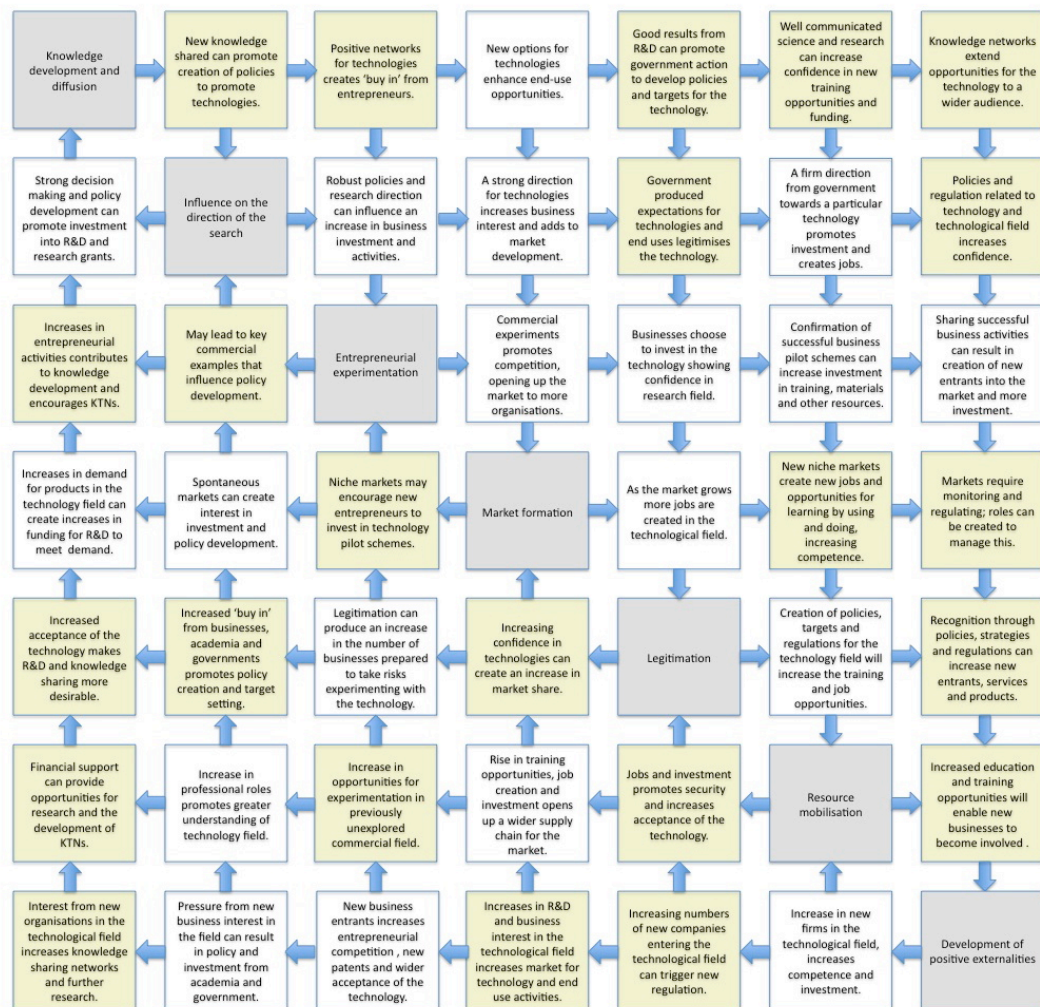 Knowledge
development and
diffusion
New knowledge
shared can promote
creation of policies
to promote
technologies.
Positive networks
for technologies
creates ‘buy in’ from
entrepreneurs.
New options for
technologies
enhance end-use
opportunities.
Good results from
R&D can promote
government action
to develop policies
and targets for the
technology.
Well communicated
science and research
can increase
confidence in new
training
opportunities and
funding.
Knowledge networks
extend
opportunities for the
technology to a
wider audience.
Strong decision
making and policy
development can
promote investment
into R&D and
research grants.
Influence on the
direction of the
search
Robust policies and
research direction
can influence an
increase in business
investment and
activities.
A strong direction
for technologies
increases business
interest and adds to
market
development.
Government
produced
expectations for
technologies and
end uses legitimises
the technology.
A firm direction
from government
towards a particular
technology
promotes
investment and
creates jobs.
Policies and
regulation related to
technology and
technological field
increases
confidence.
Increases in
entrepreneurial
activities contributes
to knowledge
development and
encourages KTNs.
May lead to key
commercial
examples that
influence policy
development.
Entrepreneurial
experimentation
Commercial
experiments
promotes
competition,
opening up the
market to more
organisations.
Businesses choose
to invest in the
technology showing
confidence in
research field.
Confirmation of
successful business
pilot schemes can
increase investment
in training, materials
and other resources.
Sharing successful
business activities
can result in
creation of new
entrants into the
market and more
investment.
Increases in demand
for products in the
technology field can
create increases in
funding for R&D to
meet demand.
Spontaneous
markets can create
interest in
investment and
policy development.
Niche markets may
encourage new
entrepreneurs to
invest in technology
pilot schemes.
Market formation
As the market grows
more jobs are
created in the
technological field.
New niche markets
create new jobs and
opportunities for
learning by using
and doing,
increasing
competence.
Markets require
monitoring and
regulating; roles can
be created to
manage this.
Increased
acceptance of the
technology makes
R&D and knowledge
sharing more
desirable.
Increased ‘buy in’
from businesses,
academia and
governments
promotes policy
creation and target
setting.
Legitimation can
produce an increase
in the number of
businesses prepared
to take risks
experimenting with
the technology.
Increasing
confidence in
technologies can
create an increase in
market share.
Legitimation
Creation of policies,
targets and
regulations for the
technology field will
increase the training
and job
opportunities.
Recognition through
policies, strategies
and regulations can
increase new
entrants, services
and products.
Financial support
can provide
opportunities for
research and the
development of
KTNs.
Increase in
professional roles
promotes greater
understanding of
technology field.
Increase in
opportunities for
experimentation in
previously
unexplored
commercial field.
Rise in training
opportunities, job
creation and
investment opens
up a wider supply
chain for the
market.
Jobs and investment
promotes security
and increases
acceptance of the
technology.
Resource
mobilisation
Increased education
and training
opportunities will
enable new
businesses to
become involved .
Interest from new
organisations in the
technological field
increases knowledge
sharing networks
and further
research.
Pressure from new
business interest in
the field can result
in policy and
investment from
academia and
government.
New business
entrants increases
entrepreneurial
competition , new
patents and wider
acceptance of the
technology.
Increases in R&D
and business
interest in the
technological field
increases market for
technology and end
use activities.
Increasing numbers
of new companies
entering the
technological field
can trigger new
regulation.
Increase in new
firms in the
technological field,
increases
competence and
investment.
Development of
positive externalities